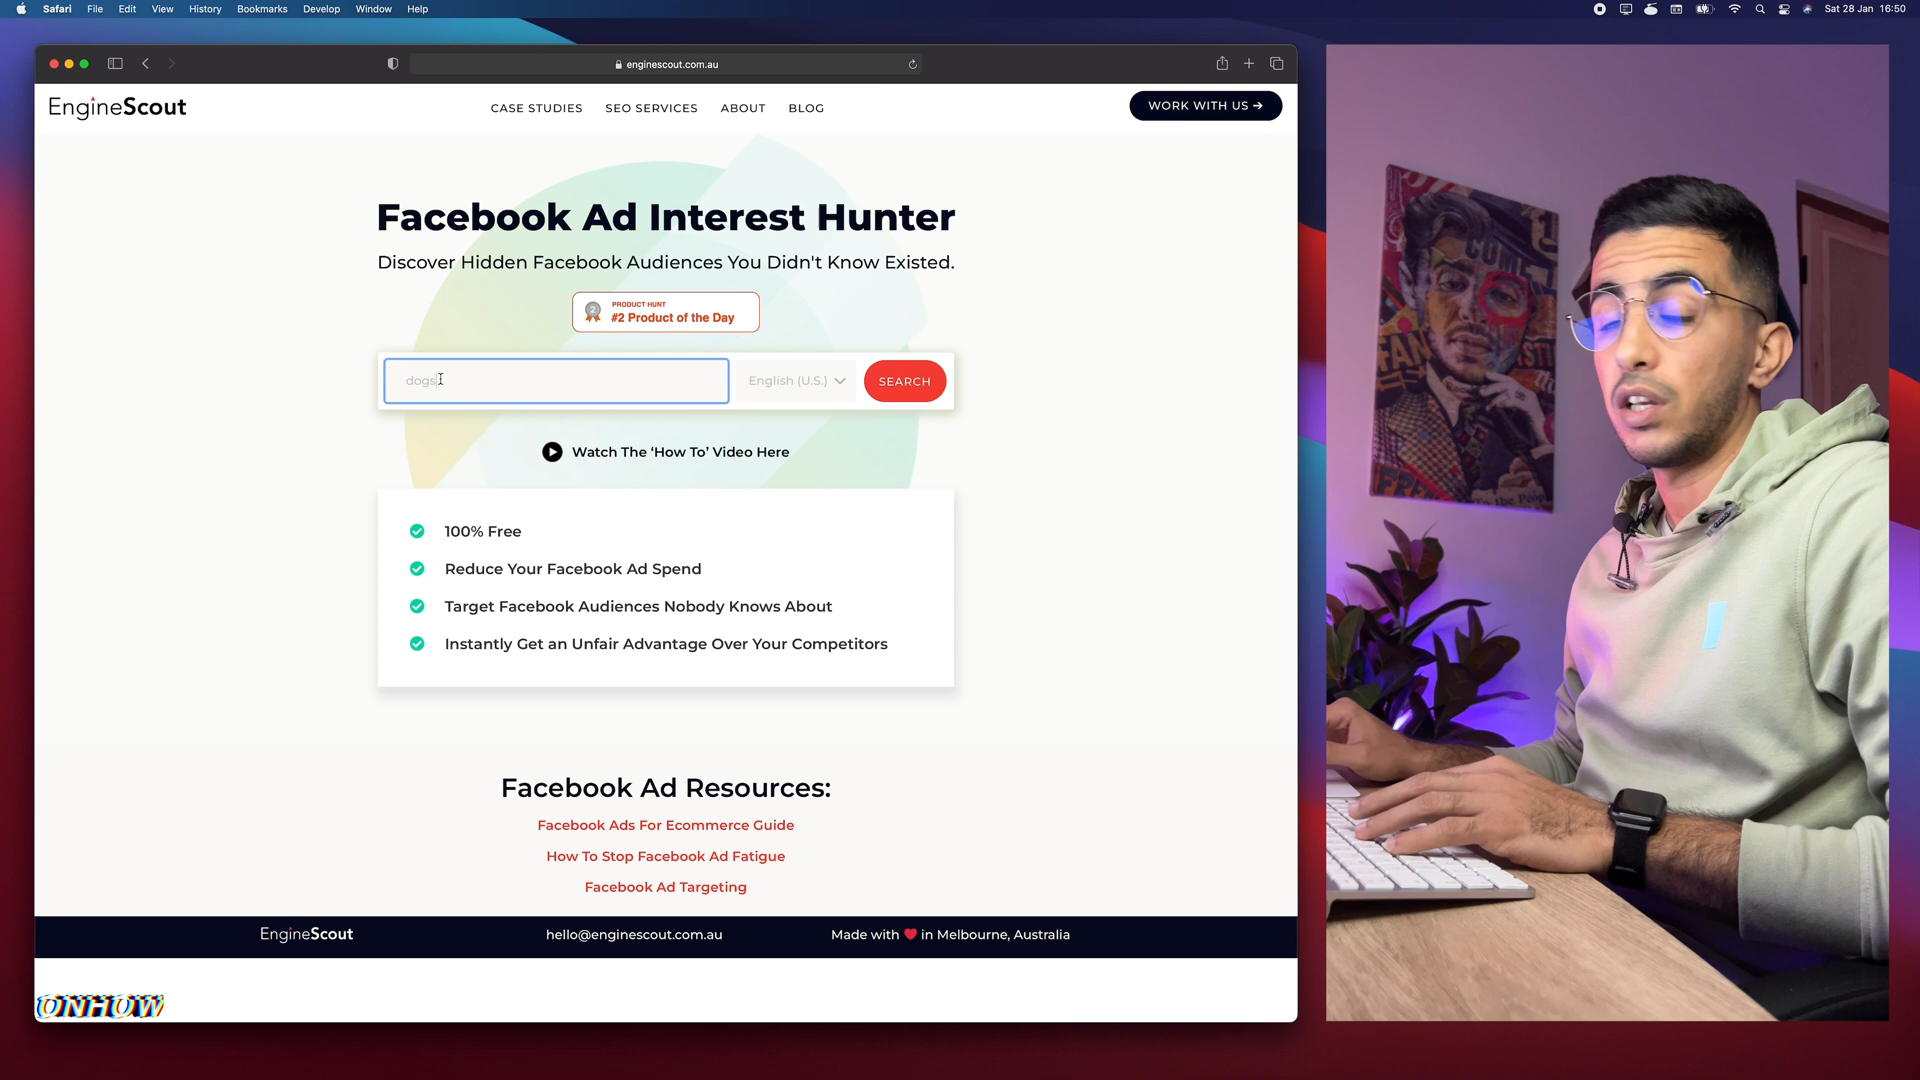 Safari File Edit View History Bookmarks Develop Window Help
Sat 28 Jan 16:50
enginescout.com.au
EngineScout
CASE STUDIES SEO SERVICES ABOUT BLOG
WORK WITH US →
Facebook Ad Interest Hunter
Discover Hidden Facebook Audiences You Didn't Know Existed.
2
PRODUCT HUNT
#2 Product of the Day
dogs
English (U.S.)
SEARCH
Watch The ‘How To’ Video Here
100% Free
Reduce Your Facebook Ad Spend
Target Facebook Audiences Nobody Knows About
Instantly Get an Unfair Advantage Over Your Competitors
Facebook Ad Resources:
Facebook Ads For Ecommerce Guide
How To Stop Facebook Ad Fatigue
Facebook Ad Targeting
EngineScout
hello@enginescout.com.au
Made with ❤ in Melbourne, Australia
ONHOW
COME